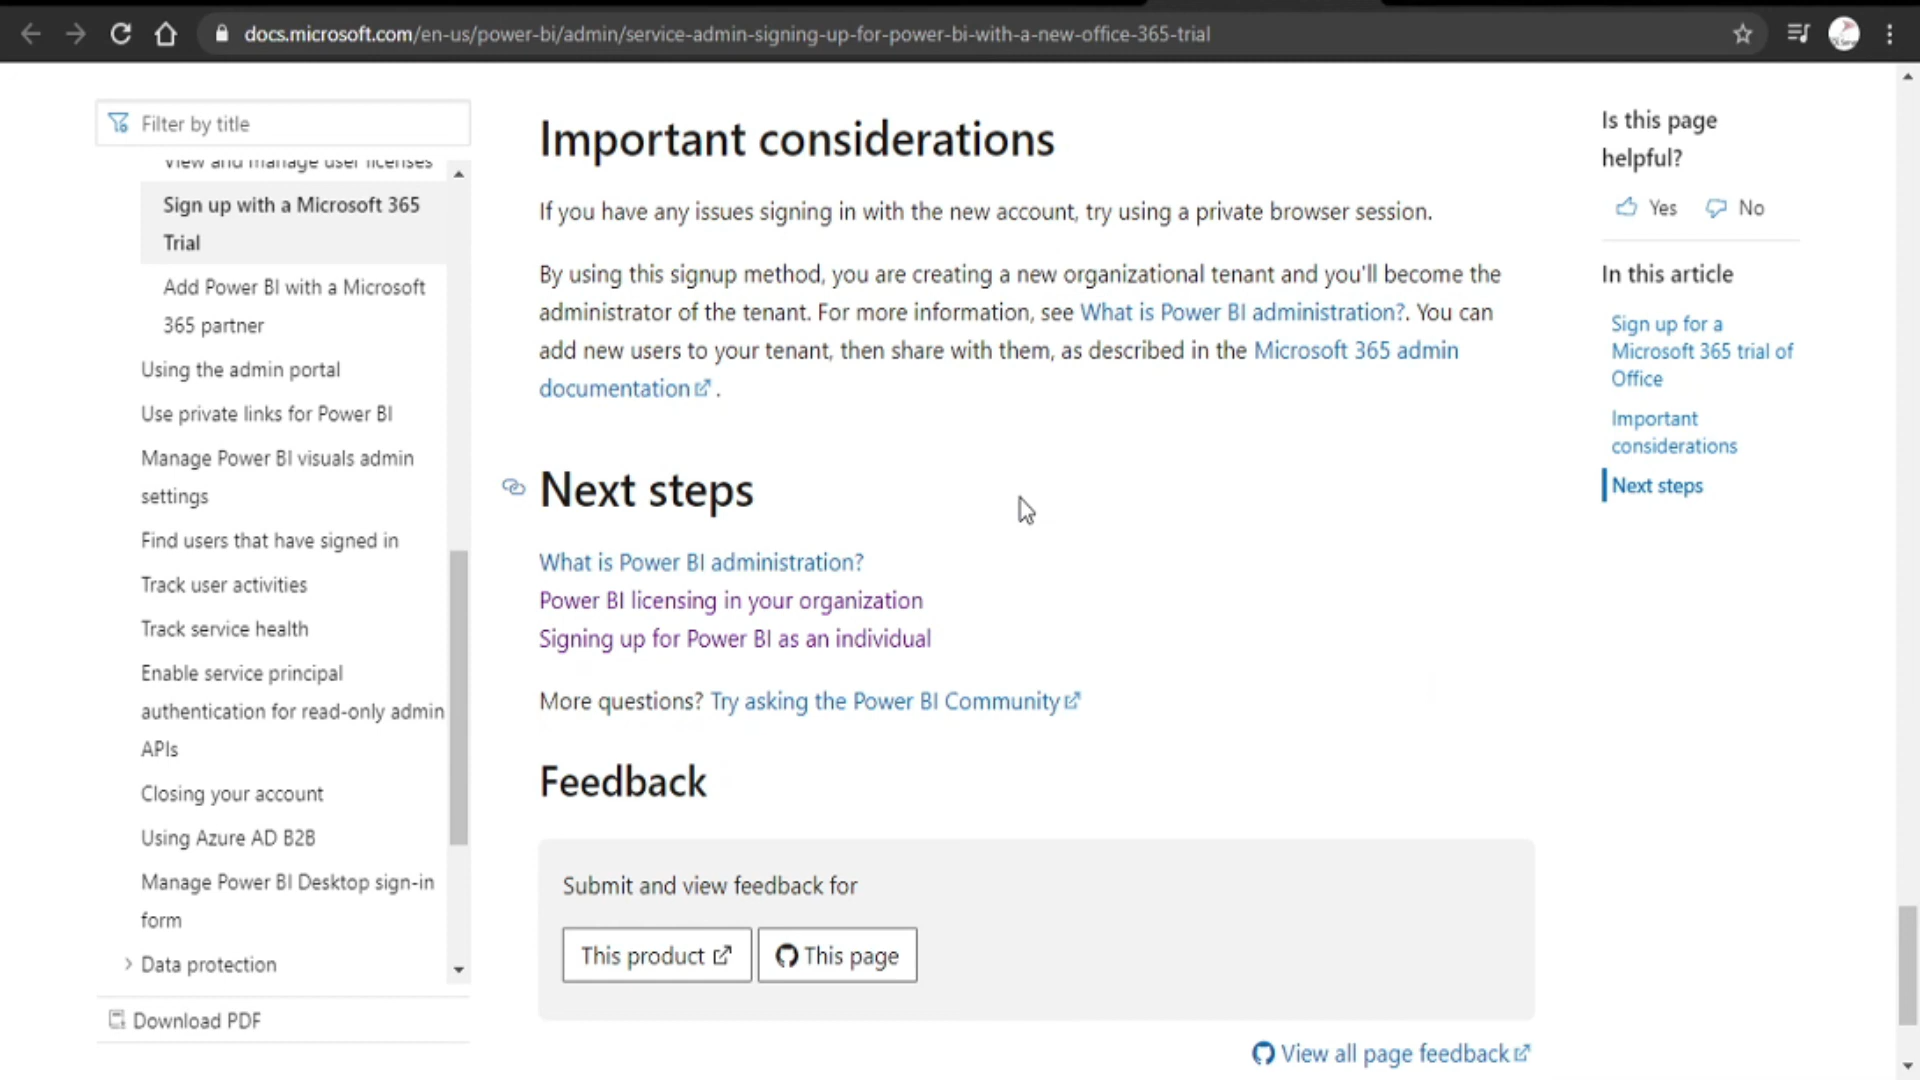 docs.microsoft.com/en-us/power-bi/admin/service-admin-signing-up-for-power-bi-with-a-new-office-365-trial
Filter by title
View and manage user licenses
Sign up with a Microsoft 365
Trial
Add Power BI with a Microsoft
365 partner
Using the admin portal
Use private links for Power BI
Manage Power BI visuals admin
settings
Find users that have signed in
Track user activities
Track service health
Enable service principal
authentication for read-only admin
APIs
Closing your account
Using Azure AD B2B
Manage Power BI Desktop sign-in
form
Data protection
Download PDF
Important considerations
If you have any issues signing in with the new account, try using a private browser session.
By using this signup method, you are creating a new organizational tenant and you'll become the
administrator of the tenant. For more information, see What is Power BI administration?. You can
add new users to your tenant, then share with them, as described in the Microsoft 365 admin
documentation .
Next steps
What is Power BI administration?
Power BI licensing in your organization
Signing up for Power BI as an individual
More questions? Try asking the Power BI Community
Feedback
Submit and view feedback for
This product
This page
View all page feedback
Is this page
helpful?
Yes
No
In this article
Sign up for a
Microsoft 365 trial of
Office
Important
considerations
Next steps